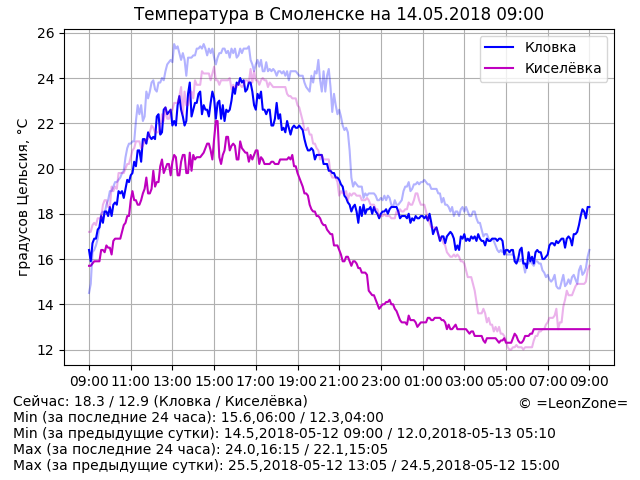 Температура в Смоленске на 14.05.2018 09:00
Кловка
Киселёвка
градусов Цельсия, °C
26
24
22
20
18
16
14
12
09:00 11:00 13:00 15:00 17:00 19:00 21:00 23:00 01:00 03:00 05:00 07:00 09:00
Сейчас: 18.3 / 12.9 (Кловка / Киселёвка)
© =LeonZone=
Min (за последние 24 часа): 15.6,06:00 / 12.3,04:00
Min (за предыдущие сутки): 14.5,2018-05-12 09:00 / 12.0,2018-05-13 05:10
Max (за последние 24 часа): 24.0,16:15 / 22.1,15:05
Max (за предыдущие сутки): 25.5,2018-05-12 13:05 / 24.5,2018-05-12 15:00